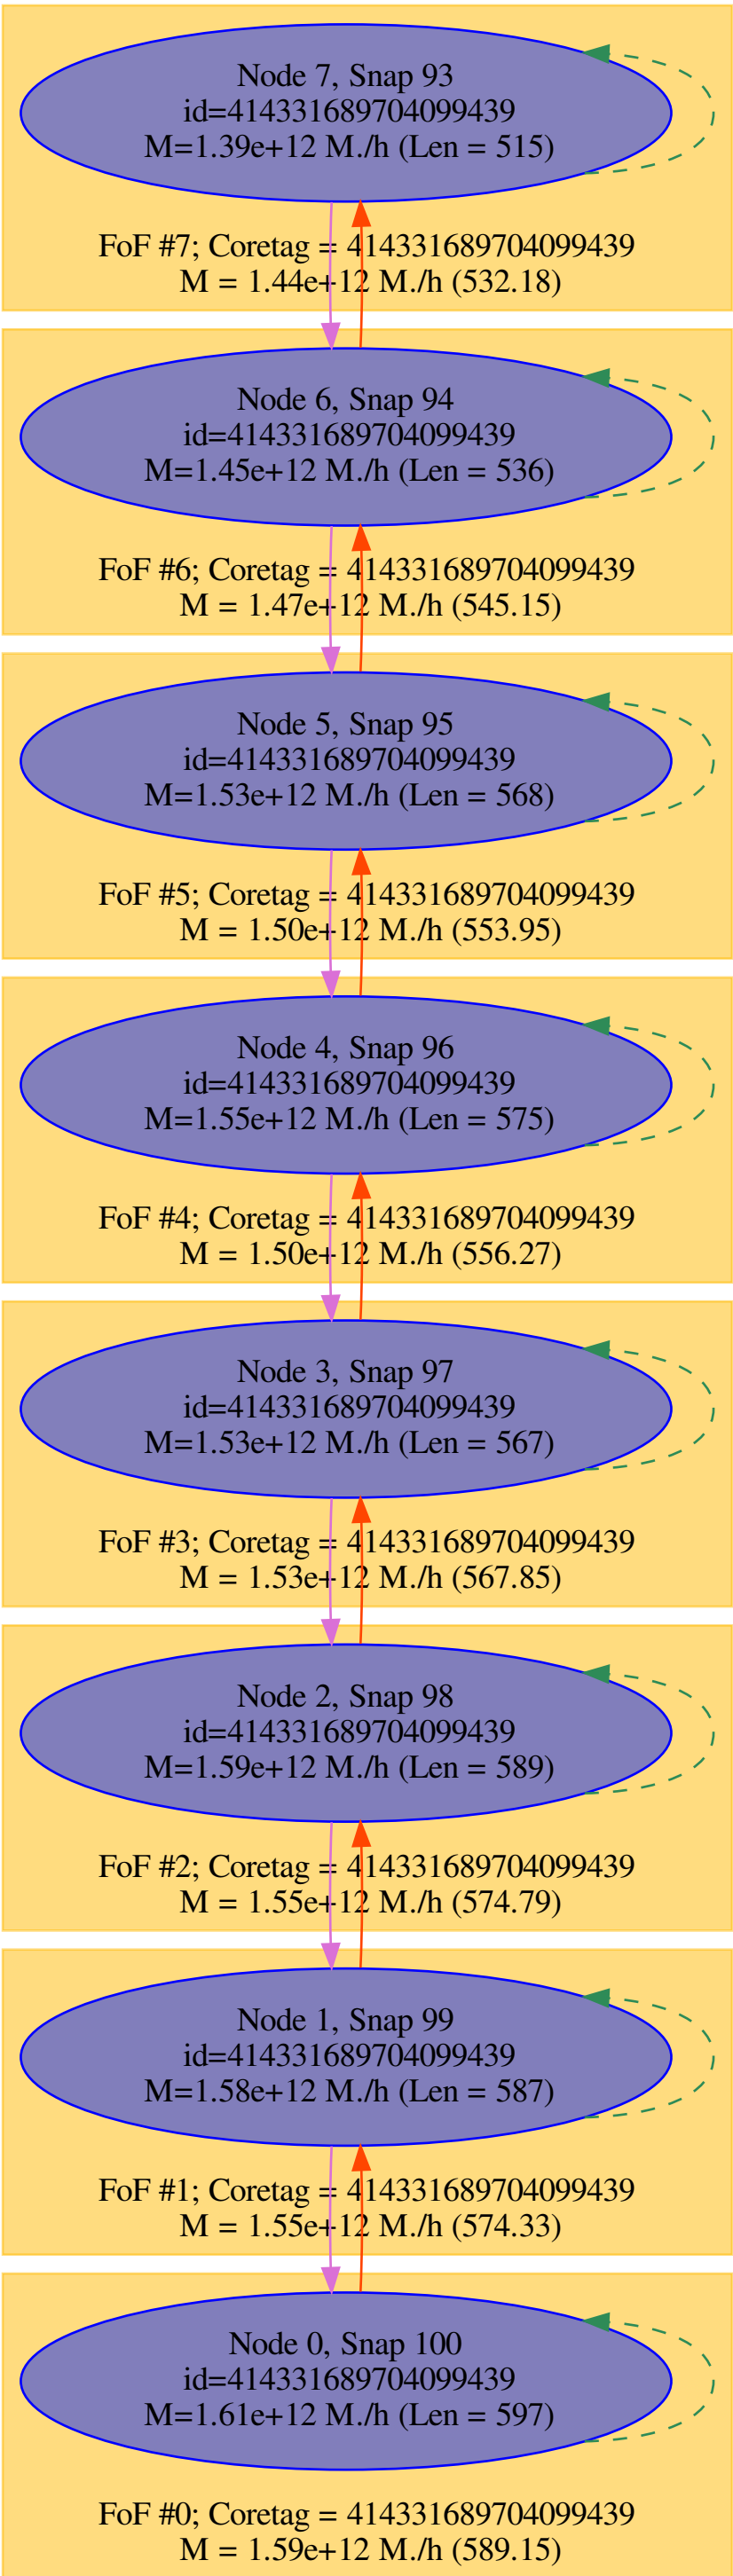 Node 7, Snap 93
id=414331689704099439
M=1.39e+12 M./h (Len = 515)
FoF #7; Coretag = 414331689704099439
M = 1.44e+12 M./h (532.18)
Node 6, Snap 94
id=414331689704099439
M=1.45e+12 M./h (Len = 536)
FoF #6; Coretag = 414331689704099439
M = 1.47e+12 M./h (545.15)
Node 5, Snap 95
id=414331689704099439
M=1.53e+12 M./h (Len = 568)
FoF #5; Coretag = 414331689704099439
M = 1.50e+12 M./h (553.95)
Node 4, Snap 96
id=414331689704099439
M=1.55e+12 M./h (Len = 575)
FoF #4; Coretag = 414331689704099439
M = 1.50e+12 M./h (556.27)
Node 3, Snap 97
id=414331689704099439
M=1.53e+12 M./h (Len = 567)
FoF #3; Coretag = 414331689704099439
M = 1.53e+12 M./h (567.85)
Node 2, Snap 98
id=414331689704099439
M=1.59e+12 M./h (Len = 589)
FoF #2; Coretag = 414331689704099439
M = 1.55e+12 M./h (574.79)
Node 1, Snap 99
id=414331689704099439
M=1.58e+12 M./h (Len = 587)
FoF #1; Coretag = 414331689704099439
M = 1.55e+12 M./h (574.33)
Node 0, Snap 100
id=414331689704099439
M=1.61e+12 M./h (Len = 597)
FoF #0; Coretag = 414331689704099439
M = 1.59e+12 M./h (589.15)